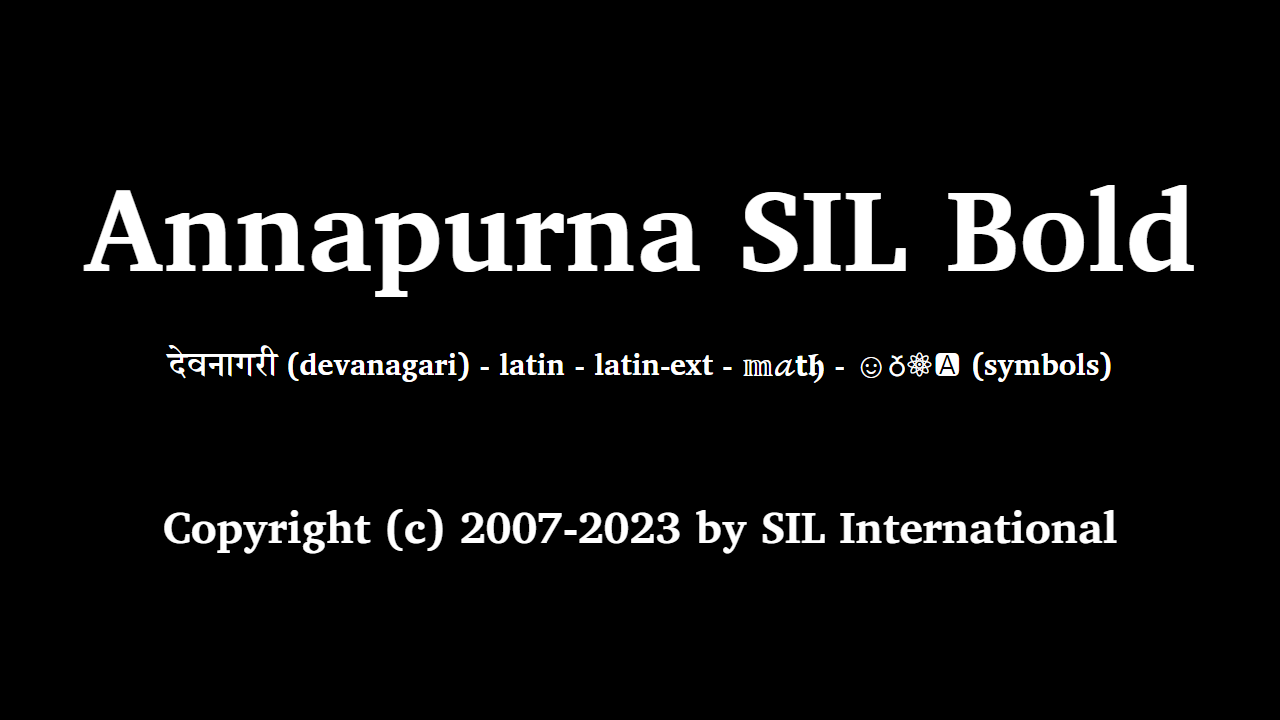 Annapurna SIL Bold
देवनागरी (devanagari) - latin - latin-ext - 𝕞𝑎𝘁𝔥 - ☺♉⚛🅰 (symbols)
Copyright (c) 2007-2023 by SIL International